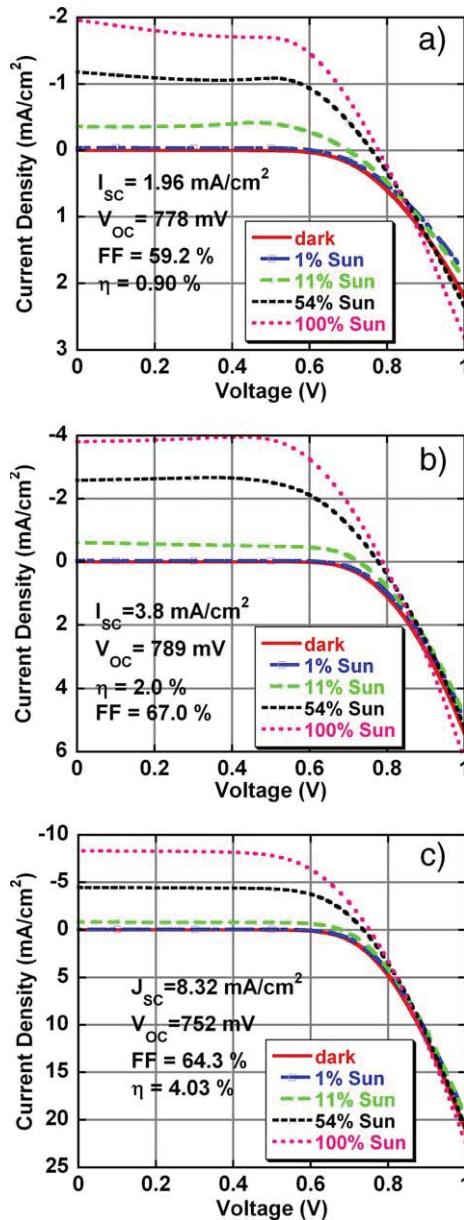 a)
-2
-1
0
1
2
3
Current Density (mA/cm²)
I_SC= 1.96 mA/cm²
V_OC= 778 mV
FF = 59.2 %
η = 0.90 %
dark
1% Sun
11% Sun
54% Sun
100% Sun
0 0.2 0.4 0.6 0.8 1
Voltage (V)
b)
-4
-2
0
2
4
6
Current Density (mA/cm²)
I_SC=3.8 mA/cm²
V_OC= 789 mV
η = 2.0 %
FF = 67.0 %
dark
1% Sun
11% Sun
54% Sun
100% Sun
0 0.2 0.4 0.6 0.8 1
Voltage (V)
c)
-10
-5
0
5
10
15
20
25
Current Density (mA/cm²)
J_SC=8.32 mA/cm²
V_OC=752 mV
FF = 64.3 %
η = 4.03 %
dark
1% Sun
11% Sun
54% Sun
100% Sun
0 0.2 0.4 0.6 0.8 1
Voltage (V)